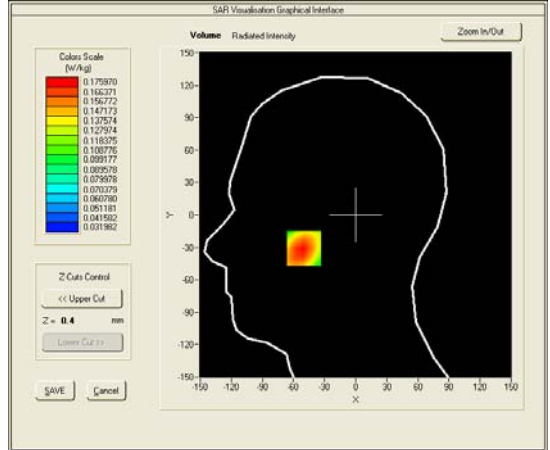 SAR Visualisation Graphical Interface
Volume Radiated Intensity
Zoom In/Out
Colors Scale
(W/kg)
0.175970
0.166371
0.156772
0.147173
0.137574
0.127974
0.118375
0.108776
0.099177
0.089578
0.079978
0.070379
0.060780
0.051181
0.041582
0.031982
Z Cuts Control
<< Upper Cut
Z = 0.4 mm
Lower Cut >>
SAVE Cancel
150
120
90
60
30
Y 0
-30
-60
-90
-120
-150
-150 -120 -90 -60 -30 0 30 60 90 120 150
X